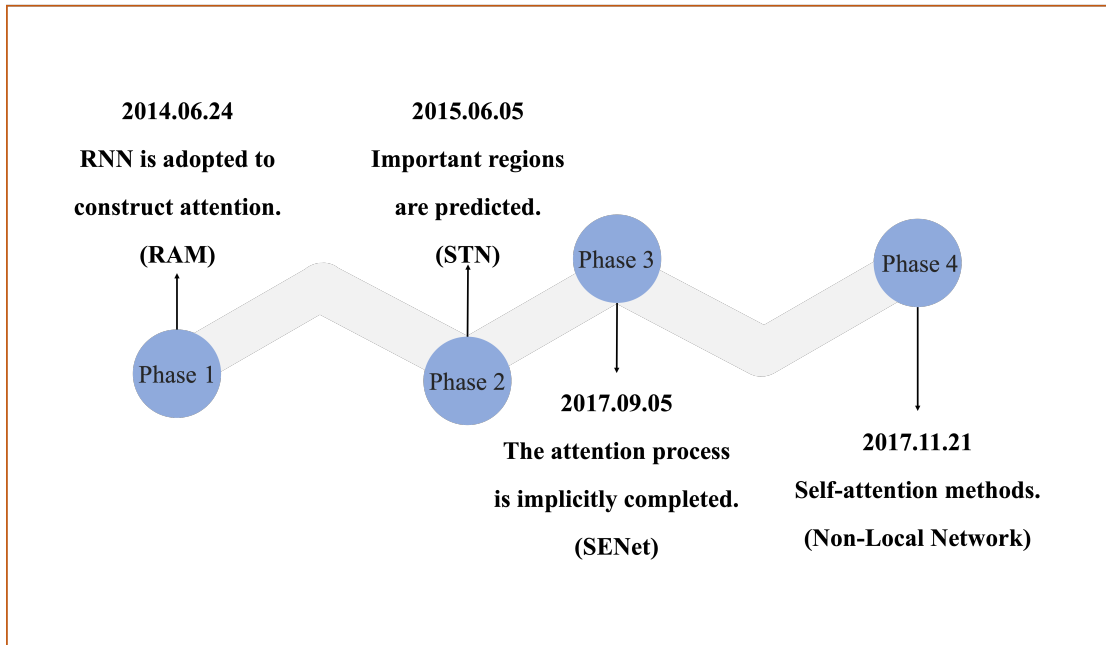 2014.06.24
RNN is adopted to
construct attention.
(RAM)
Phase 1
2015.06.05
Important regions
are predicted.
(STN)
Phase 2
Phase 3
2017.09.05
The attention process
is implicitly completed.
(SENet)
Phase 4
2017.11.21
Self-attention methods.
(Non-Local Network)